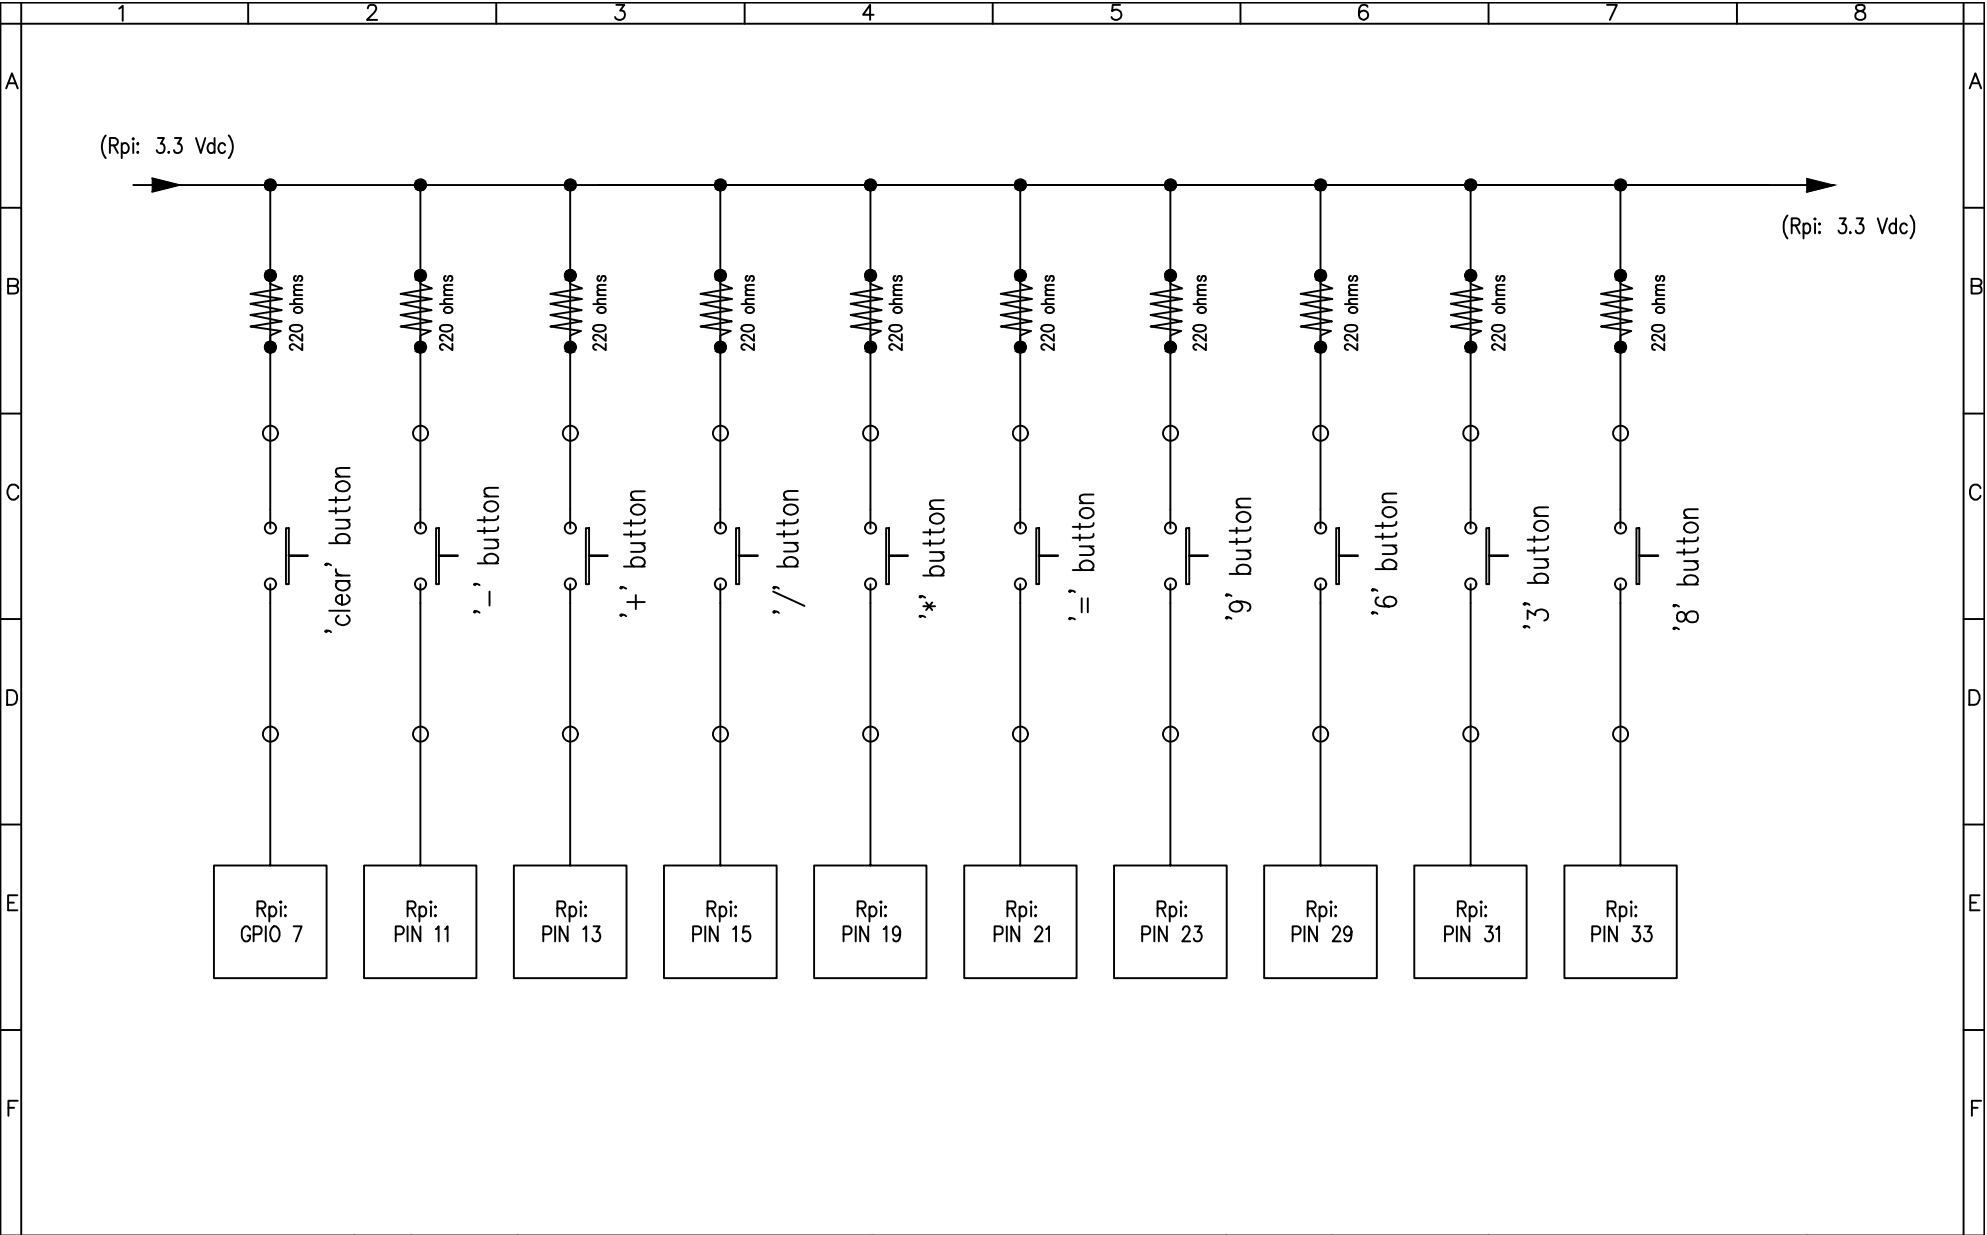 1 2 3 4 5 6 7 8
A A
(Rpi: 3.3 Vdc)
(Rpi: 3.3 Vdc)
B B
220 ohms 220 ohms 220 ohms 220 ohms 220 ohms 220 ohms 220 ohms 220 ohms 220 ohms 220 ohms
C C
'clear' button '-' button '+' button '/' button '*' button '=' button '9' button '6' button '3' button '8' button
D D
E E
Rpi: Rpi: Rpi: Rpi: Rpi: Rpi: Rpi: Rpi: Rpi: Rpi:
GPIO 7 PIN 11 PIN 13 PIN 15 PIN 19 PIN 21 PIN 23 PIN 29 PIN 31 PIN 33
F F